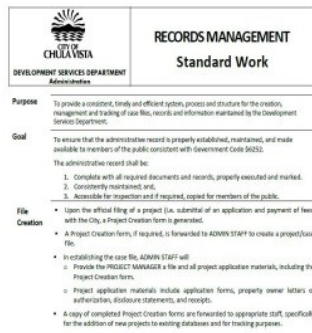 CITY OF
CHULA VISTA
DEVELOPMENT SERVICES DEPARTMENT
Administration
RECORDS MANAGEMENT
Standard Work
Purpose
To provide a consistent, timely and efficient system, process and structure for the creation,
management and tracking of case files, records and information maintained by the Development
Services Department.
Goal
To ensure that the administrative record is properly established, maintained, and made
available to members of the public consistent with Government Code §6252.
The administrative record shall be:
1. Complete with all required documents and records, properly executed and marked.
2. Consistently maintained; and,
3. Accessible for inspection and if required, copied for members of the public.
File
Creation
• Upon the official filing of a project (i.e. submittal of an application and payment of fees
with the City, a Project Creation form is generated.
• A Project Creation form, if required, is forwarded to ADMIN STAFF to create a project/case
file.
• In establishing the case file, ADMIN STAFF will
o Provide the PROJECT MANAGER a file and all project application materials, including the
Project Creation form.
o Project application materials include application forms, property owner letters o
authorization, disclosure statements, and receipts.
• A copy of completed Project Creation forms are forwarded to appropriate staff, specifically
for the addition of new projects to existing databases and for tracking purposes.